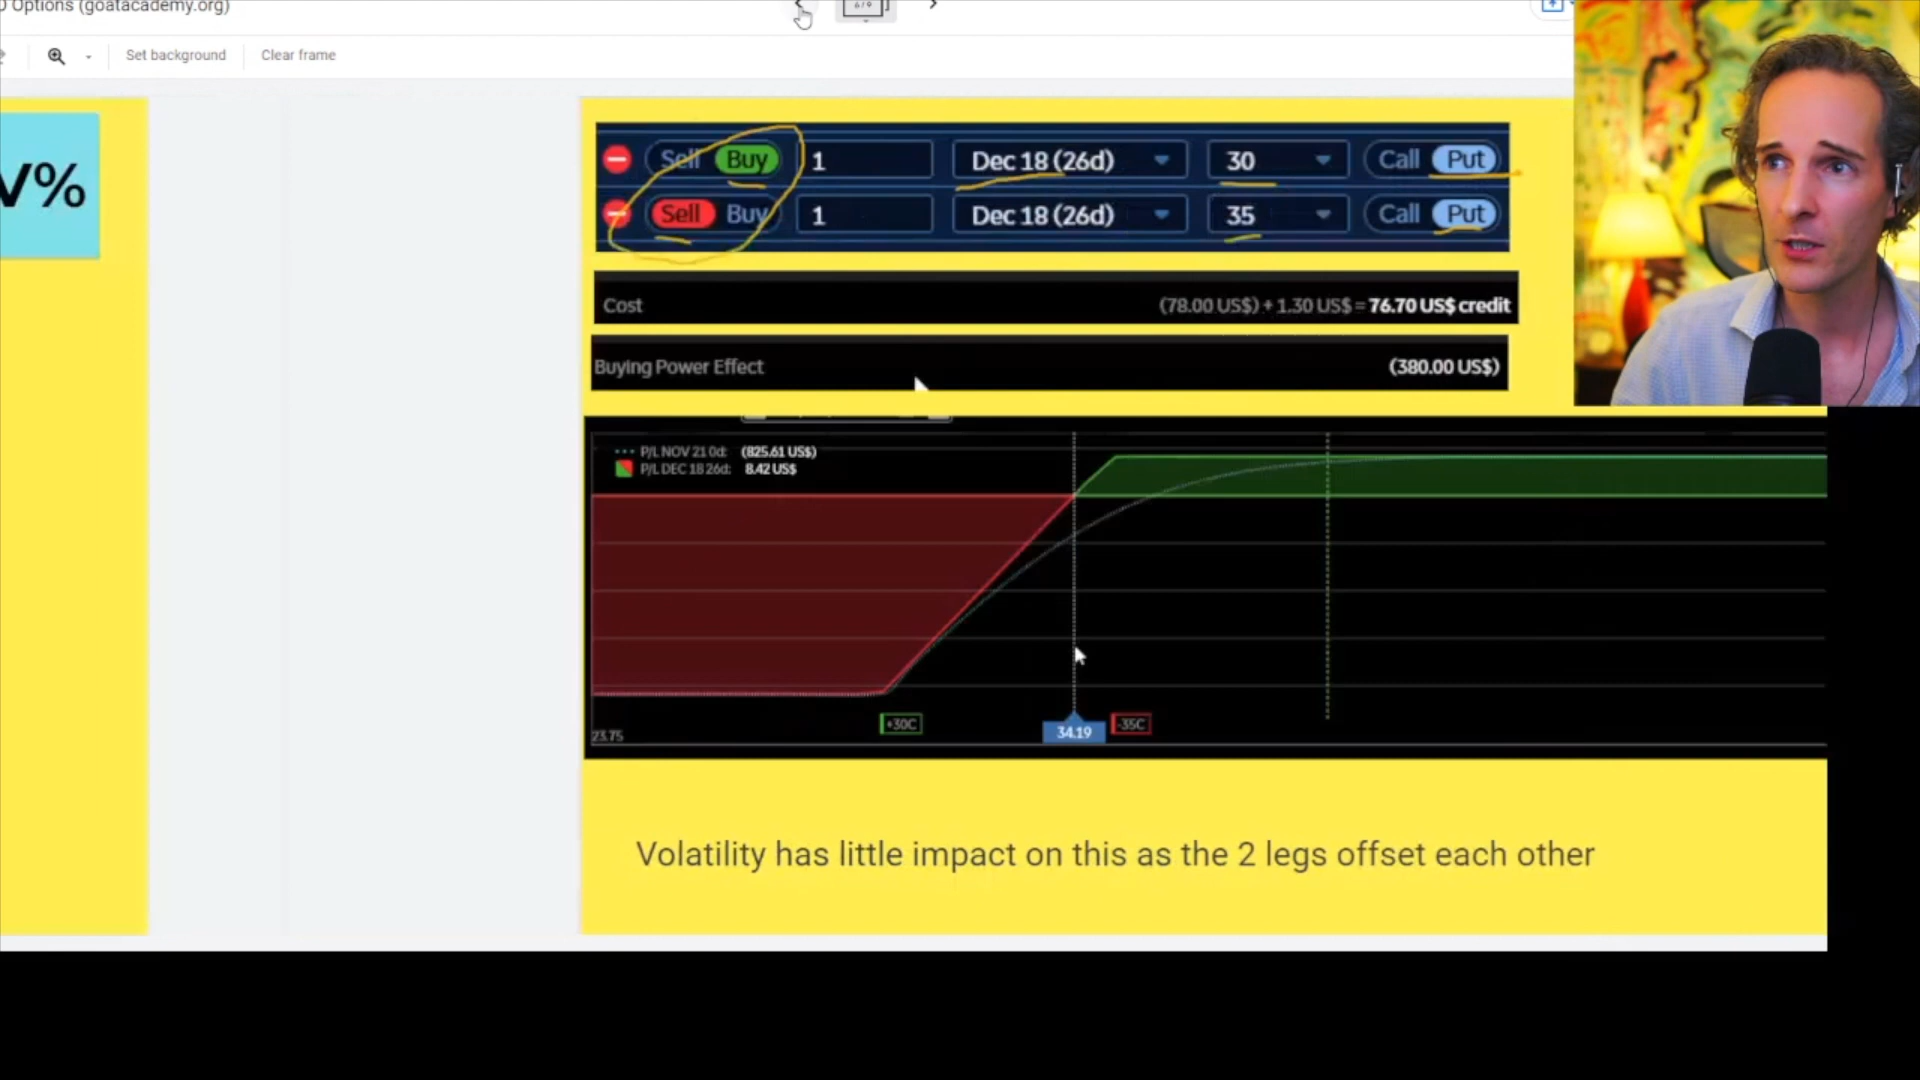 Options (goatacademy.org)
Set background
Clear frame
V%
Sell Buy 1 Dec 18 (26d) 30 Call Put
Sell Buy 1 Dec 18 (26d) 35 Call Put
Cost (78.00 US$) + 1.30 US$ = 76.70 US$ credit
Buying Power Effect (380.00 US$)
P/L NOV 21 0d: (825.61 US$)
P/L DEC 18 26d: 8.42 US$
+30C
34.19
-35C
23.75
Volatility has little impact on this as the 2 legs offset each other